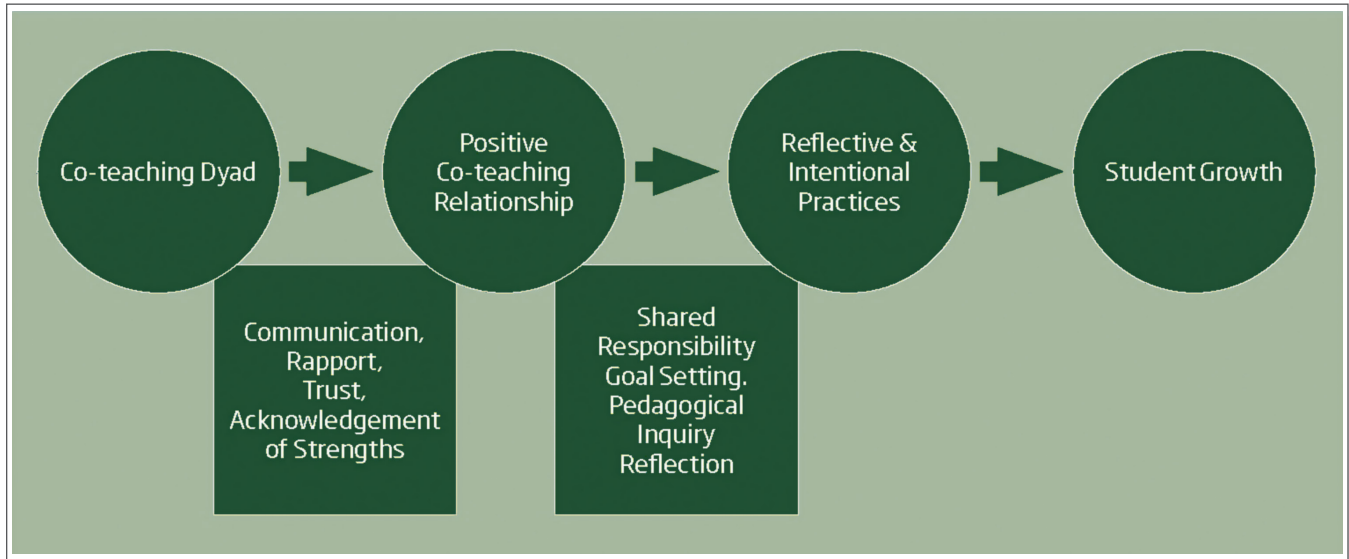 Co-teaching Dyad
Positive
Co-teaching
Relationship
Reflective &
Intentional
Practices
Student Growth
Communication,
Rapport,
Trust,
Acknowledgement
of Strengths
Shared
Responsibility
Goal Setting.
Pedagogical
Inquiry
Reflection